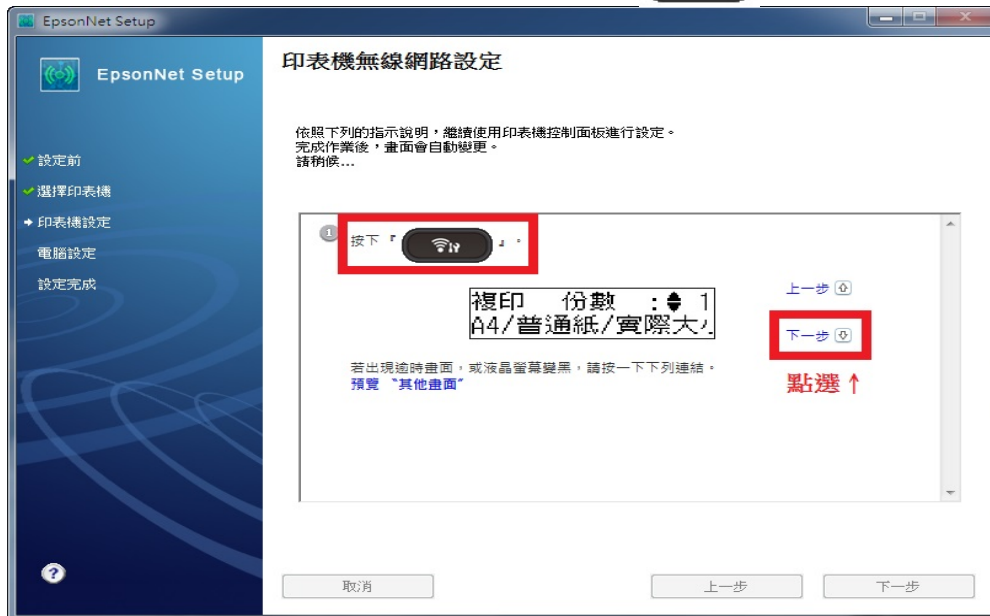 EpsonNet Setup
EpsonNet Setup
設定前
選擇印表機
印表機設定
電腦設定
設定完成
印表機無線網路設定
依照下列的指示說明，繼續使用印表機控制面板進行設定。
完成作業後，畫面會自動變更。
請稍候...
1 按下『 』。
複印 份數 : 1
A4/普通紙/實際大小
上一步
下一步
點選↑
若出現逾時畫面，或液晶螢幕變黑，請按一下下列連結。
預覽〝其他畫面〞
?
取消
上一步
下一步